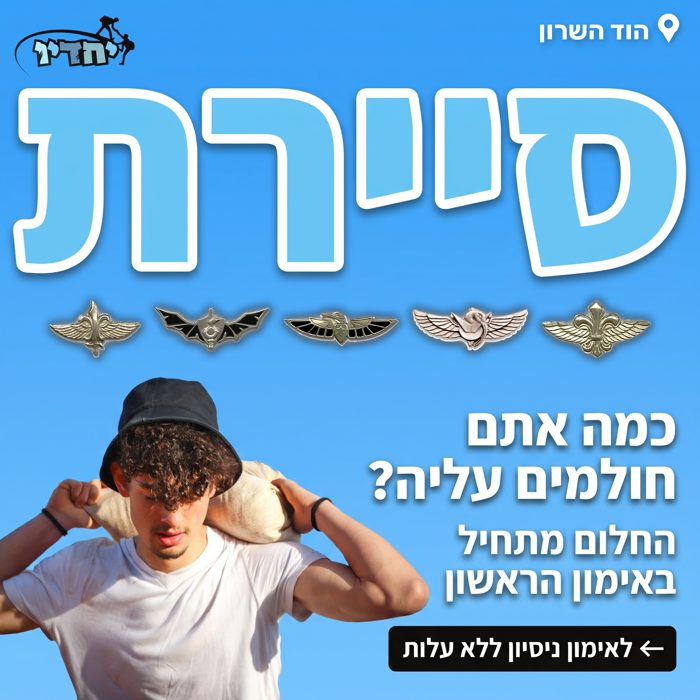 יחדיו
הוד השרון
סיירת
כמה אתם
חולמים עליה?
החלום מתחיל
באימון הראשון
← לאימון ניסיון ללא עלות